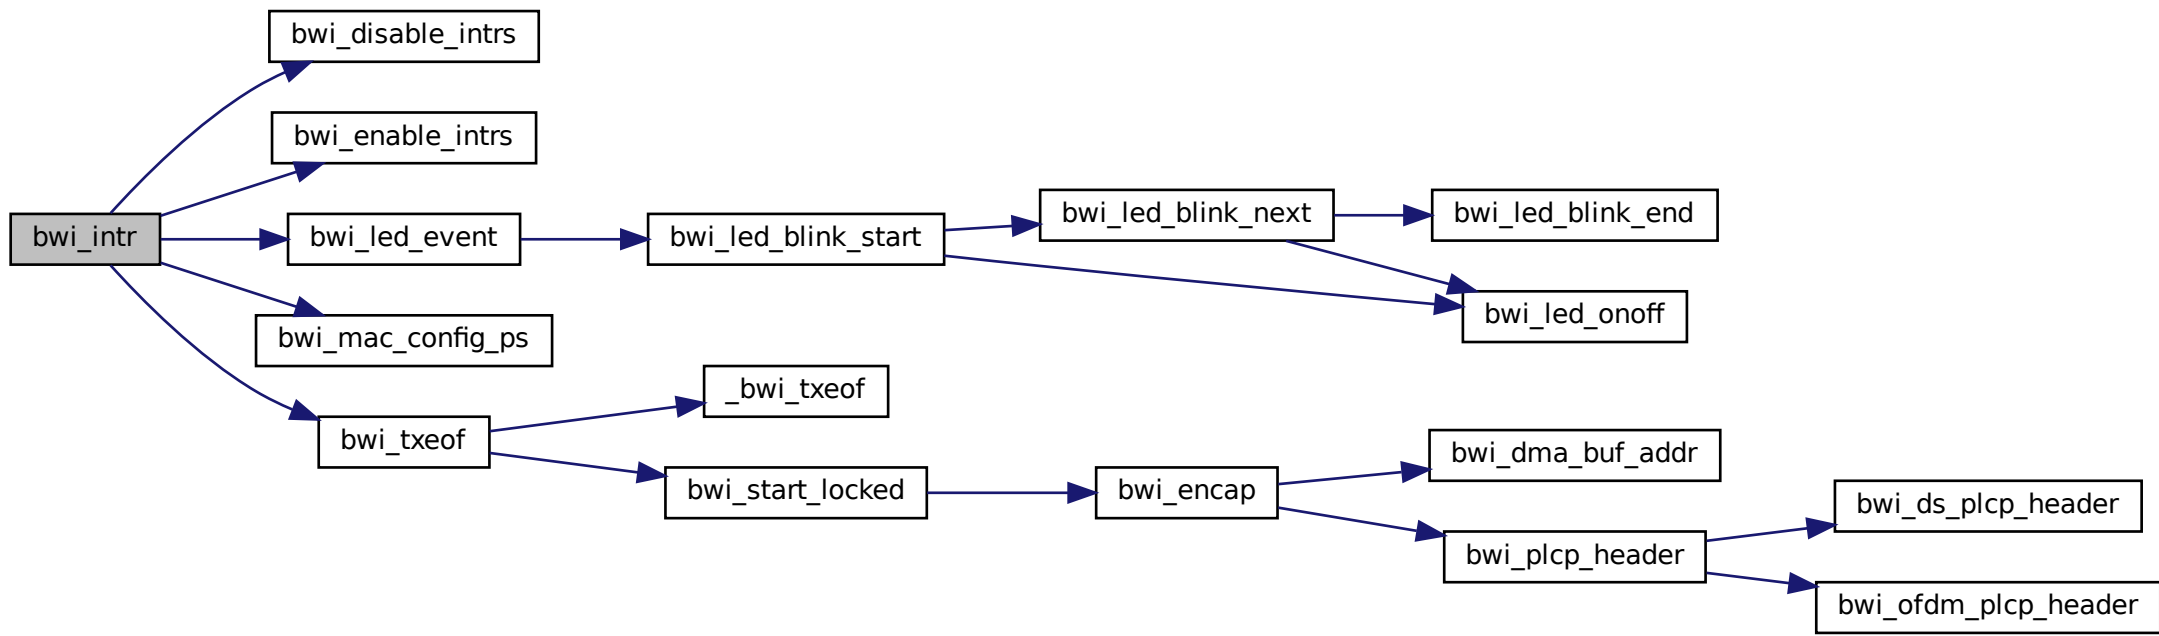 bwi_disable_intrs
bwi_enable_intrs
bwi_intr
bwi_led_event
bwi_led_blink_start
bwi_led_blink_next
bwi_led_blink_end
bwi_led_onoff
bwi_mac_config_ps
bwi_txeof
_bwi_txeof
bwi_start_locked
bwi_encap
bwi_dma_buf_addr
bwi_plcp_header
bwi_ds_plcp_header
bwi_ofdm_plcp_header